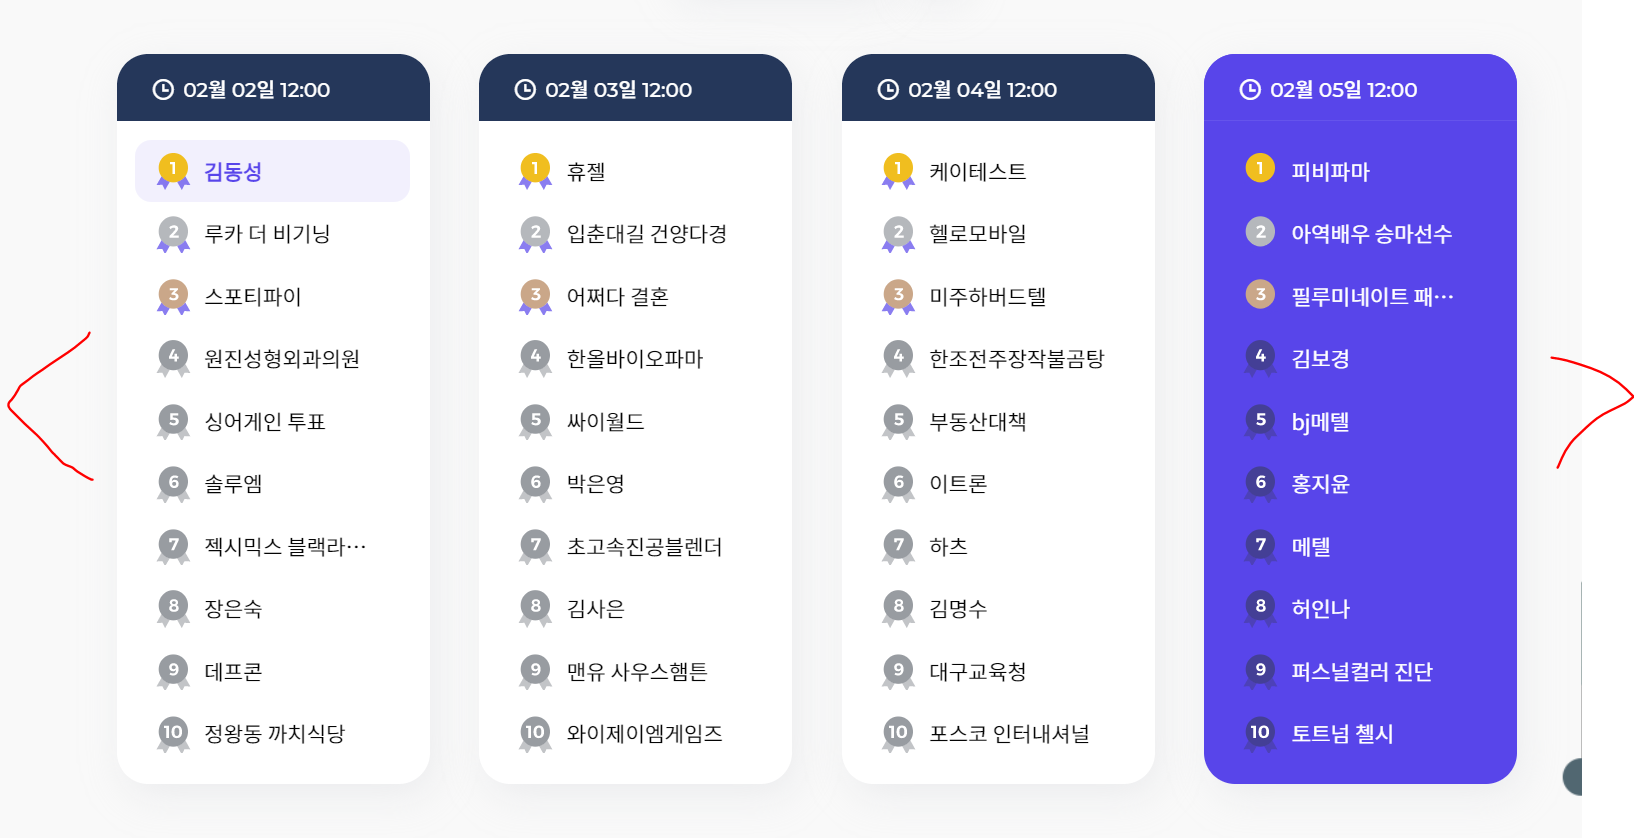 02월 02일 12:00
1 김동성
2 루카 더 비기닝
3 스포티파이
4 원진성형외과의원
5 싱어게인 투표
6 솔루엠
7 젝시믹스 블랙라…
8 장은숙
9 데프콘
10 정왕동 까치식당
02월 03일 12:00
1 휴젤
2 입춘대길 건양다경
3 어쩌다 결혼
4 한올바이오파마
5 싸이월드
6 박은영
7 초고속진공블렌더
8 김사은
9 맨유 사우스햄튼
10 와이제이엠게임즈
02월 04일 12:00
1 케이테스트
2 헬로모바일
3 미주하버드텔
4 한조전주장작불곰탕
5 부동산대책
6 이트론
7 하츠
8 김명수
9 대구교육청
10 포스코 인터내셔널
02월 05일 12:00
1 피비파마
2 아역배우 승마선수
3 필루미네이트 패…
4 김보경
5 bj메텔
6 홍지윤
7 메텔
8 허인나
9 퍼스널컬러 진단
10 토트넘 첼시